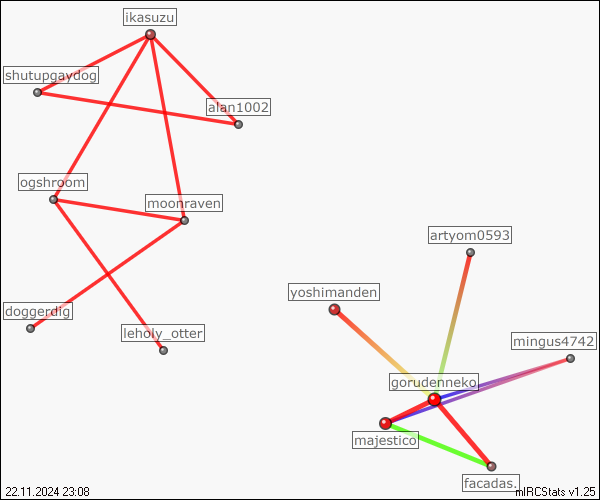 ikasuzu
shutupgaydog
alan1002
ogshroom
moonraven
artyom0593
yoshimanden
doggerdig
leholy_otter
mingus4742
gorudenneko
majestico
facadas.
22.11.2024 23:08
mIRCStats v1.25